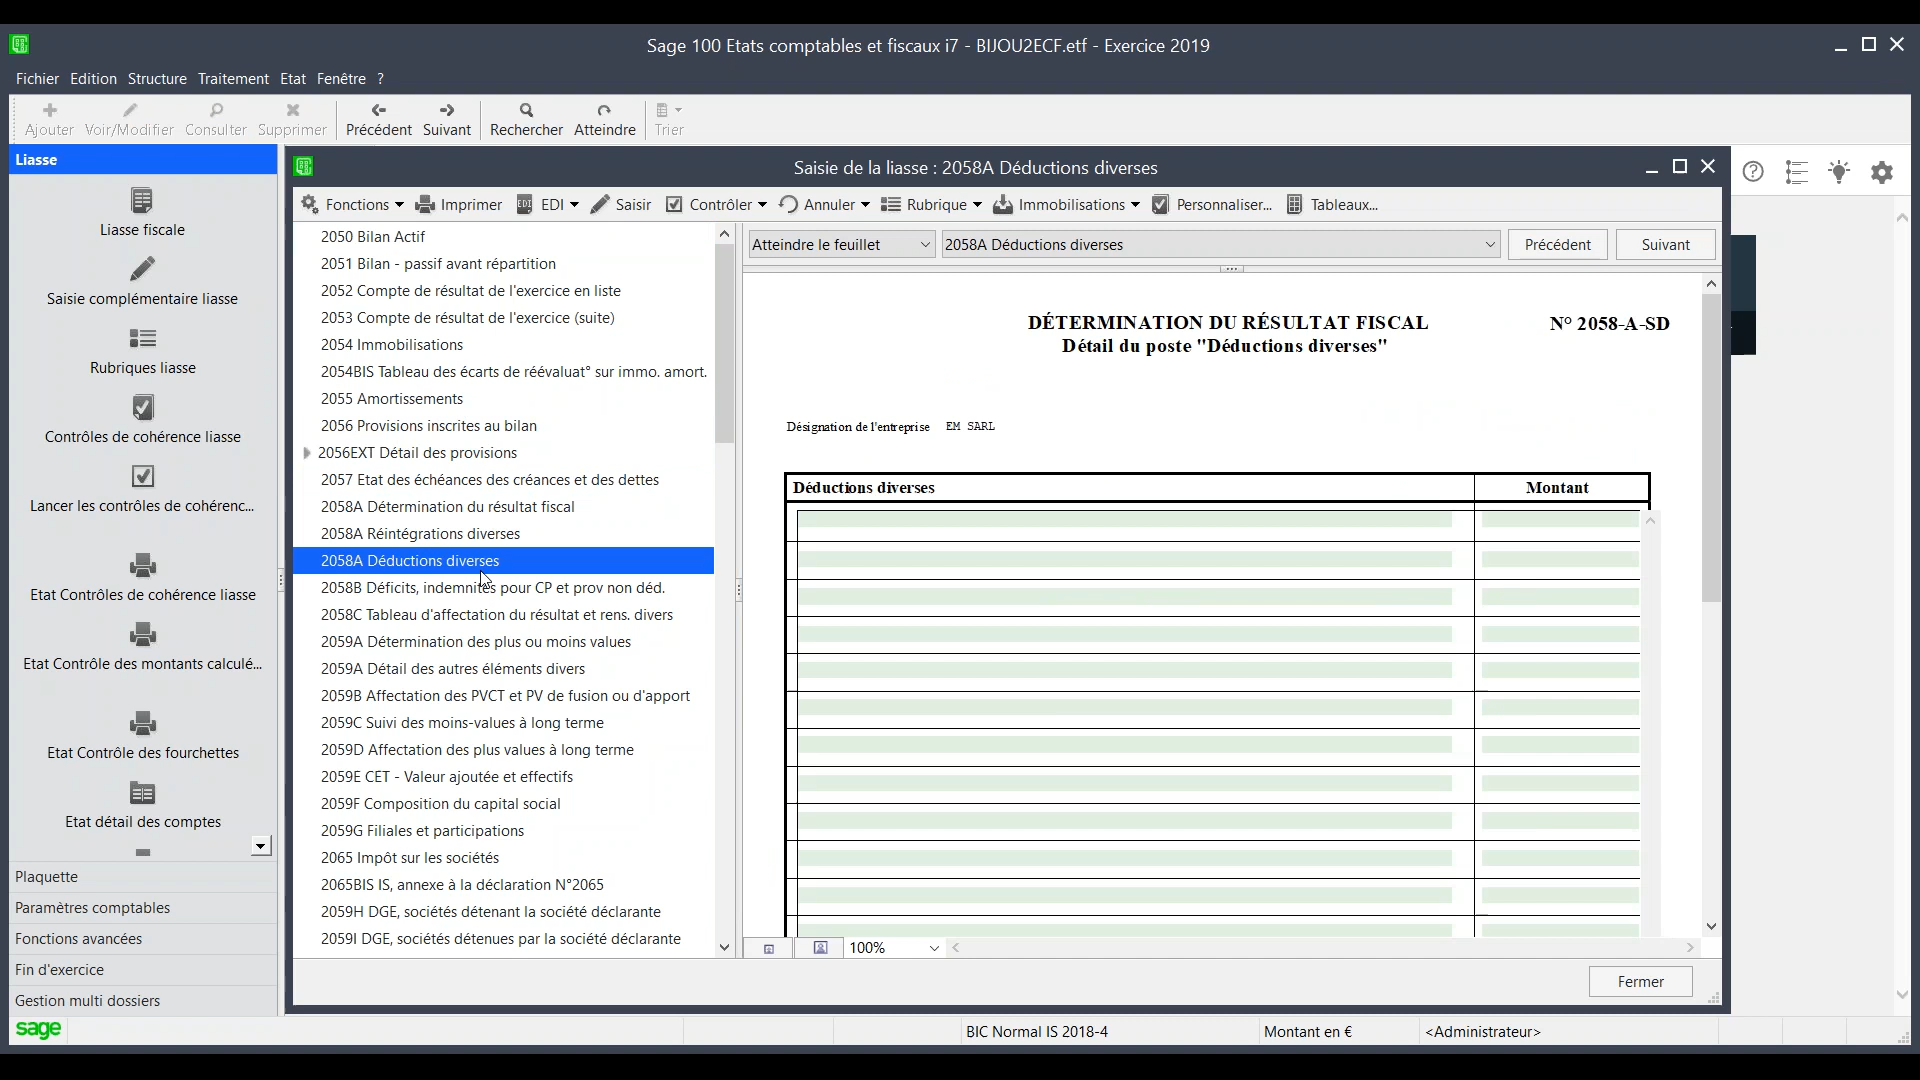 Sage 100 Etats comptables et fiscaux i7 - BIJOU2ECF.etf - Exercice 2019
Fichier Edition Structure Traitement Etat Fenêtre ?
Ajouter Voir/Modifier Consulter Supprimer Précédent Suivant Rechercher Atteindre Trier
Liasse
Liasse fiscale
Saisie complémentaire liasse
Rubriques liasse
Contrôles de cohérence liasse
Lancer les contrôles de cohérenc...
Etat Contrôles de cohérence liasse
Etat Contrôle des montants calculé...
Etat Contrôle des fourchettes
Etat détail des comptes
Plaquette
Paramètres comptables
Fonctions avancées
Fin d'exercice
Gestion multi dossiers
Saisie de la liasse : 2058A Déductions diverses
Fonctions Imprimer EDI EDI Saisir Contrôler Annuler Rubrique Immobilisations Personnaliser... Tableaux...
2050 Bilan Actif
2051 Bilan - passif avant répartition
2052 Compte de résultat de l'exercice en liste
2053 Compte de résultat de l'exercice (suite)
2054 Immobilisations
2054BIS Tableau des écarts de réévaluat° sur immo. amort.
2055 Amortissements
2056 Provisions inscrites au bilan
2056EXT Détail des provisions
2057 Etat des échéances des créances et des dettes
2058A Détermination du résultat fiscal
2058A Réintégrations diverses
2058A Déductions diverses
2058B Déficits, indemnités pour CP et prov non déd.
2058C Tableau d'affectation du résultat et rens. divers
2059A Détermination des plus ou moins values
2059A Détail des autres éléments divers
2059B Affectation des PVCT et PV de fusion ou d'apport
2059C Suivi des moins-values à long terme
2059D Affectation des plus values à long terme
2059E CET - Valeur ajoutée et effectifs
2059F Composition du capital social
2059G Filiales et participations
2065 Impôt sur les sociétés
2065BIS IS, annexe à la déclaration N°2065
2059H DGE, sociétés détenant la société déclarante
2059I DGE, sociétés détenues par la société déclarante
Atteindre le feuillet 2058A Déductions diverses Précédent Suivant
DÉTERMINATION DU RÉSULTAT FISCAL N° 2058-A-SD
Détail du poste "Déductions diverses"
Désignation de l'entreprise EM SARL
Déductions diverses Montant
100%
Fermer
sage BIC Normal IS 2018-4 Montant en € <Administrateur>